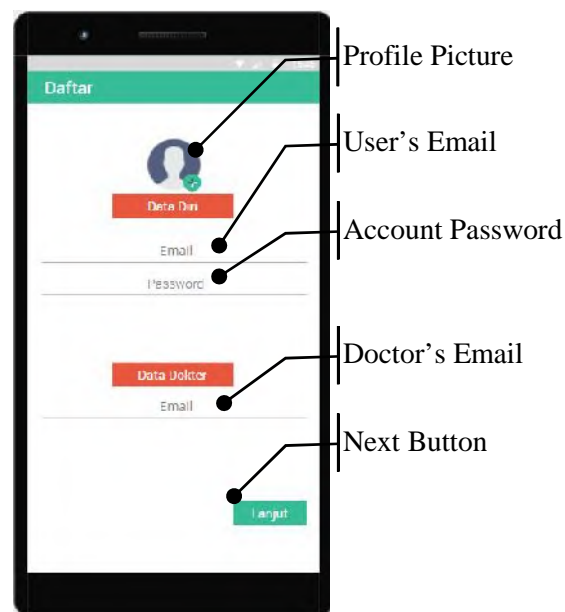 Profile Picture
Daftar
User's Email
Data Diri
Account Password
Email
Password
Doctor's Email
Data Dokter
Email
Next Button
Lanjut